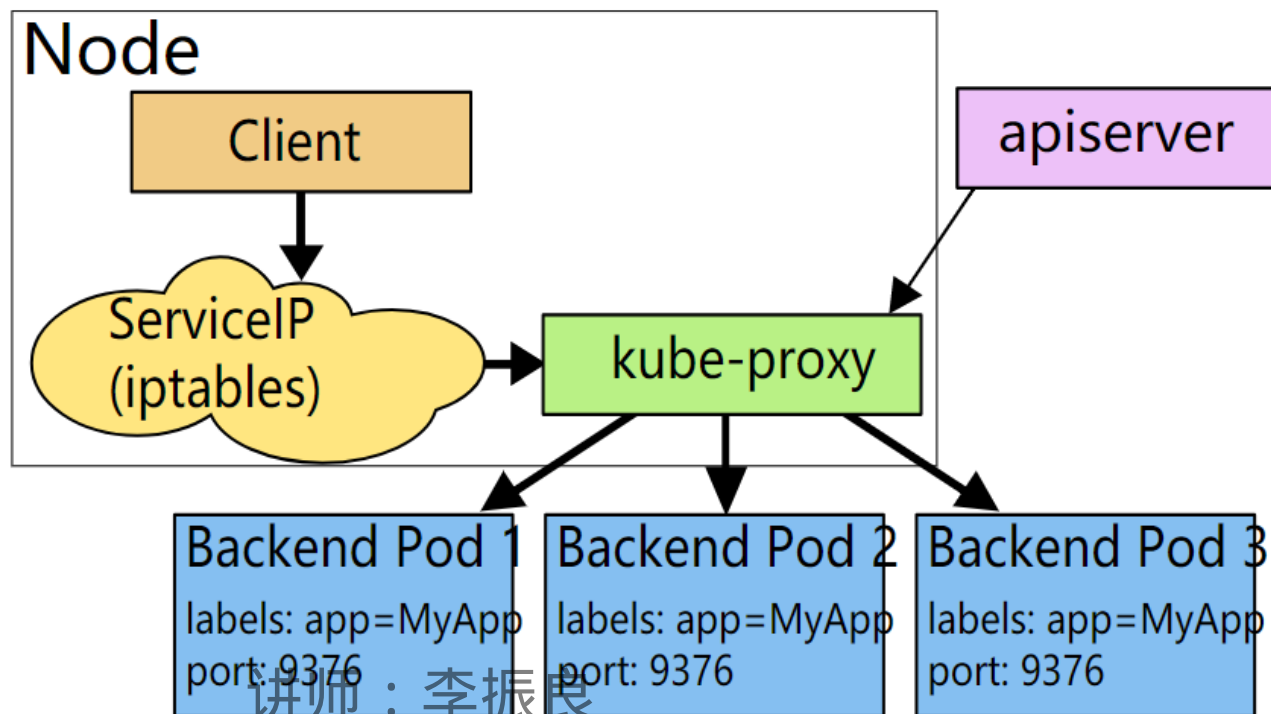 Node
Client
apiserver
ServiceIP
(iptables)
kube-proxy
Backend Pod 1
labels: app=MyApp
port: 9376
Backend Pod 2
labels: app=MyApp
port: 9376
Backend Pod 3
labels: app=MyApp
port: 9376
讲师：李振良